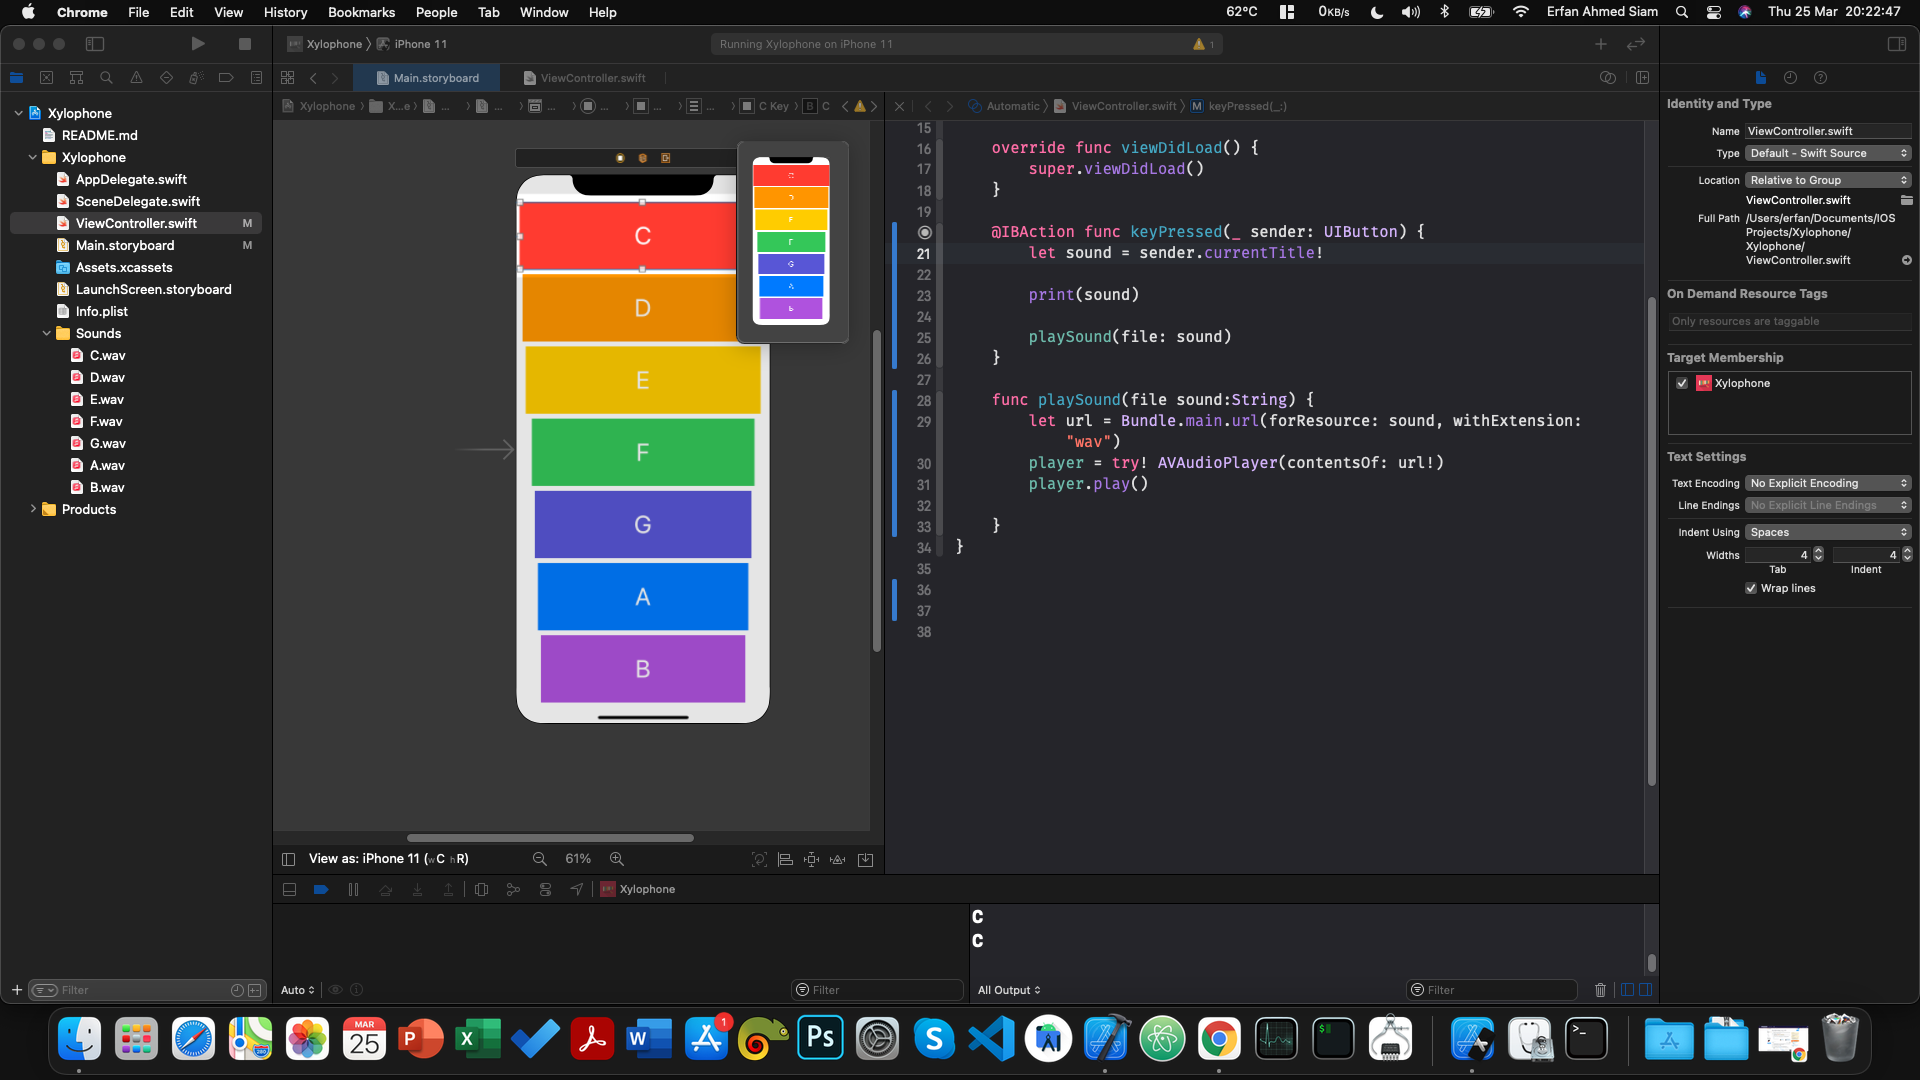 Chrome File Edit View History Bookmarks People Tab Window Help
62°C 0KB/s Erfan Ahmed Siam Thu 25 Mar 20:22:47
Xylophone iPhone 11
Running Xylophone on iPhone 11
1
Main.storyboard
ViewController.swift
Xylophone
README.md
Xylophone
AppDelegate.swift
SceneDelegate.swift
ViewController.swift M
Main.storyboard M
Assets.xcassets
LaunchScreen.storyboard
Info.plist
Sounds
C.wav
D.wav
E.wav
F.wav
G.wav
A.wav
B.wav
Products
Filter
Xylophone X...e ... ... ... ... ... ... C Key B C
C
D
E
F
G
A
B
C
D
E
F
G
A
B
View as: iPhone 11 (wC hR)
61%
Automatic ViewController.swift M keyPressed(_:)
15
16 override func viewDidLoad() {
17 super.viewDidLoad()
18 }
19
@IBAction func keyPressed(_ sender: UIButton) {
21 let sound = sender.currentTitle!
22
23 print(sound)
24
25 playSound(file: sound)
26 }
27
28 func playSound(file sound:String) {
29 let url = Bundle.main.url(forResource: sound, withExtension:
"wav")
30 player = try! AVAudioPlayer(contentsOf: url!)
31 player.play()
32
33 }
34 }
35
36
37
38
Xylophone
C
C
Auto
Filter
All Output
Filter
Identity and Type
Name ViewController.swift
Type Default - Swift Source
Location Relative to Group
ViewController.swift
Full Path /Users/erfan/Documents/IOS
Projects/Xylophone/
Xylophone/
ViewController.swift
On Demand Resource Tags
Only resources are taggable
Target Membership
Xylophone
Text Settings
Text Encoding No Explicit Encoding
Line Endings No Explicit Line Endings
Indent Using Spaces
Widths 4 4
Tab Indent
Wrap lines
MAR
25
P
X
W
1
Ps
S
$
>_